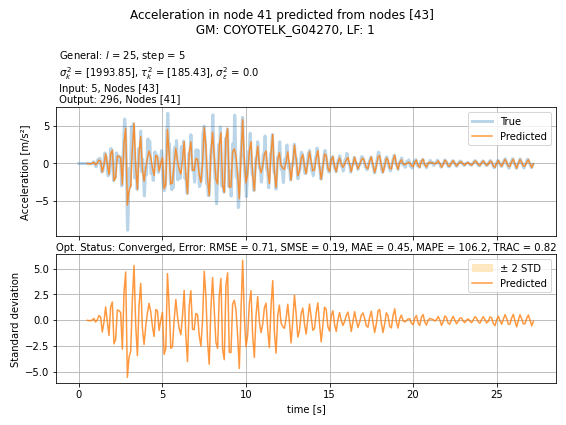 Acceleration in node 41 predicted from nodes [43]
GM: COYOTELK_G04270, LF: 1
General: l = 25, step = 5
σ²ₖ = [1993.85], τ²ₖ = [185.43], σ²ₑ = 0.0
Input: 5, Nodes [43]
Output: 296, Nodes [41]
Acceleration [m/s²]
5
0
−5
True
Predicted
Opt. Status: Converged, Error: RMSE = 0.71, SMSE = 0.19, MAE = 0.45, MAPE = 106.2, TRAC = 0.82
Standard deviation
5.0
2.5
0.0
−2.5
−5.0
± 2 STD
Predicted
0 5 10 15 20 25
time [s]